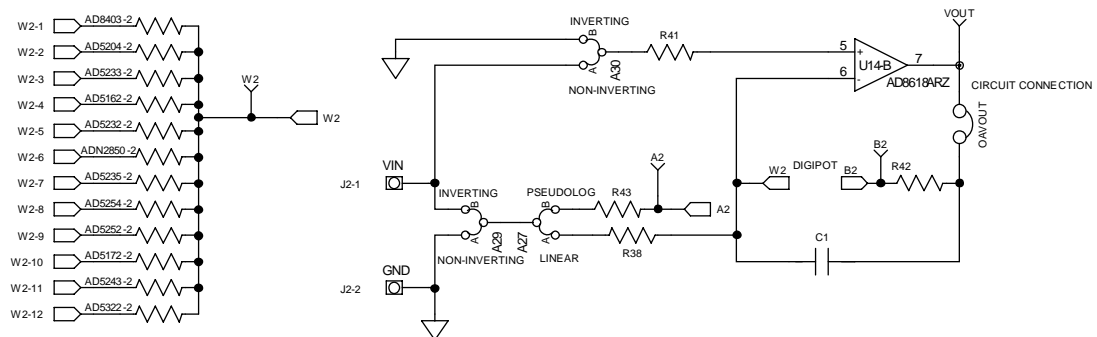 W2-1 AD8403-2
W2-2 AD5204-2
W2-3 AD5233-2
W2-4 AD5162-2
W2-5 AD5232-2
W2-6 ADN2850-2
W2-7 AD5235-2
W2-8 AD5254-2
W2-9 AD5252-2
W2-10 AD5172-2
W2-11 AD5243-2
W2-12 AD5322-2
W2
W2
INVERTING
B
A
A30
NON-INVERTING
R41
5
+
6
-
U14-B
7
AD8618ARZ
VOUT
CIRCUIT CONNECTION
OAVOUT
J2-1
VIN
J2-2
GND
INVERTING
B
A
A29
NON-INVERTING
PSEUDOLOG
B
A
A27
LINEAR
R43
R38
A2
A2
W2
DIGIPOT
B2
B2
R42
C1